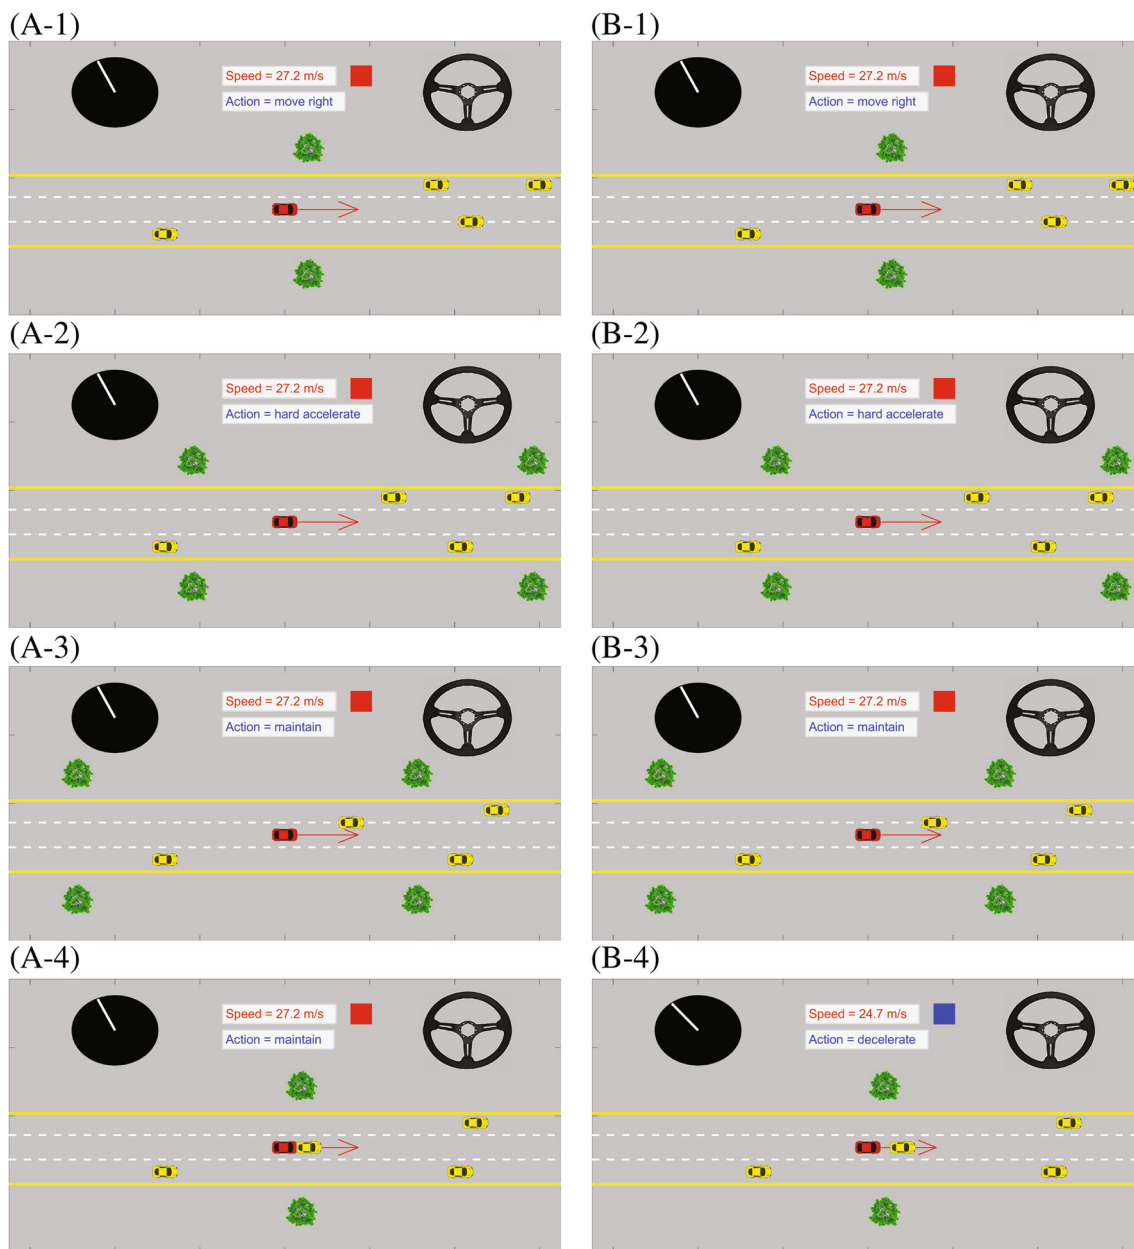 (A-1)
Speed = 27.2 m/s
Action = move right
(B-1)
Speed = 27.2 m/s
Action = move right
(A-2)
Speed = 27.2 m/s
Action = hard accelerate
(B-2)
Speed = 27.2 m/s
Action = hard accelerate
(A-3)
Speed = 27.2 m/s
Action = maintain
(B-3)
Speed = 27.2 m/s
Action = maintain
(A-4)
Speed = 27.2 m/s
Action = maintain
(B-4)
Speed = 24.7 m/s
Action = decelerate